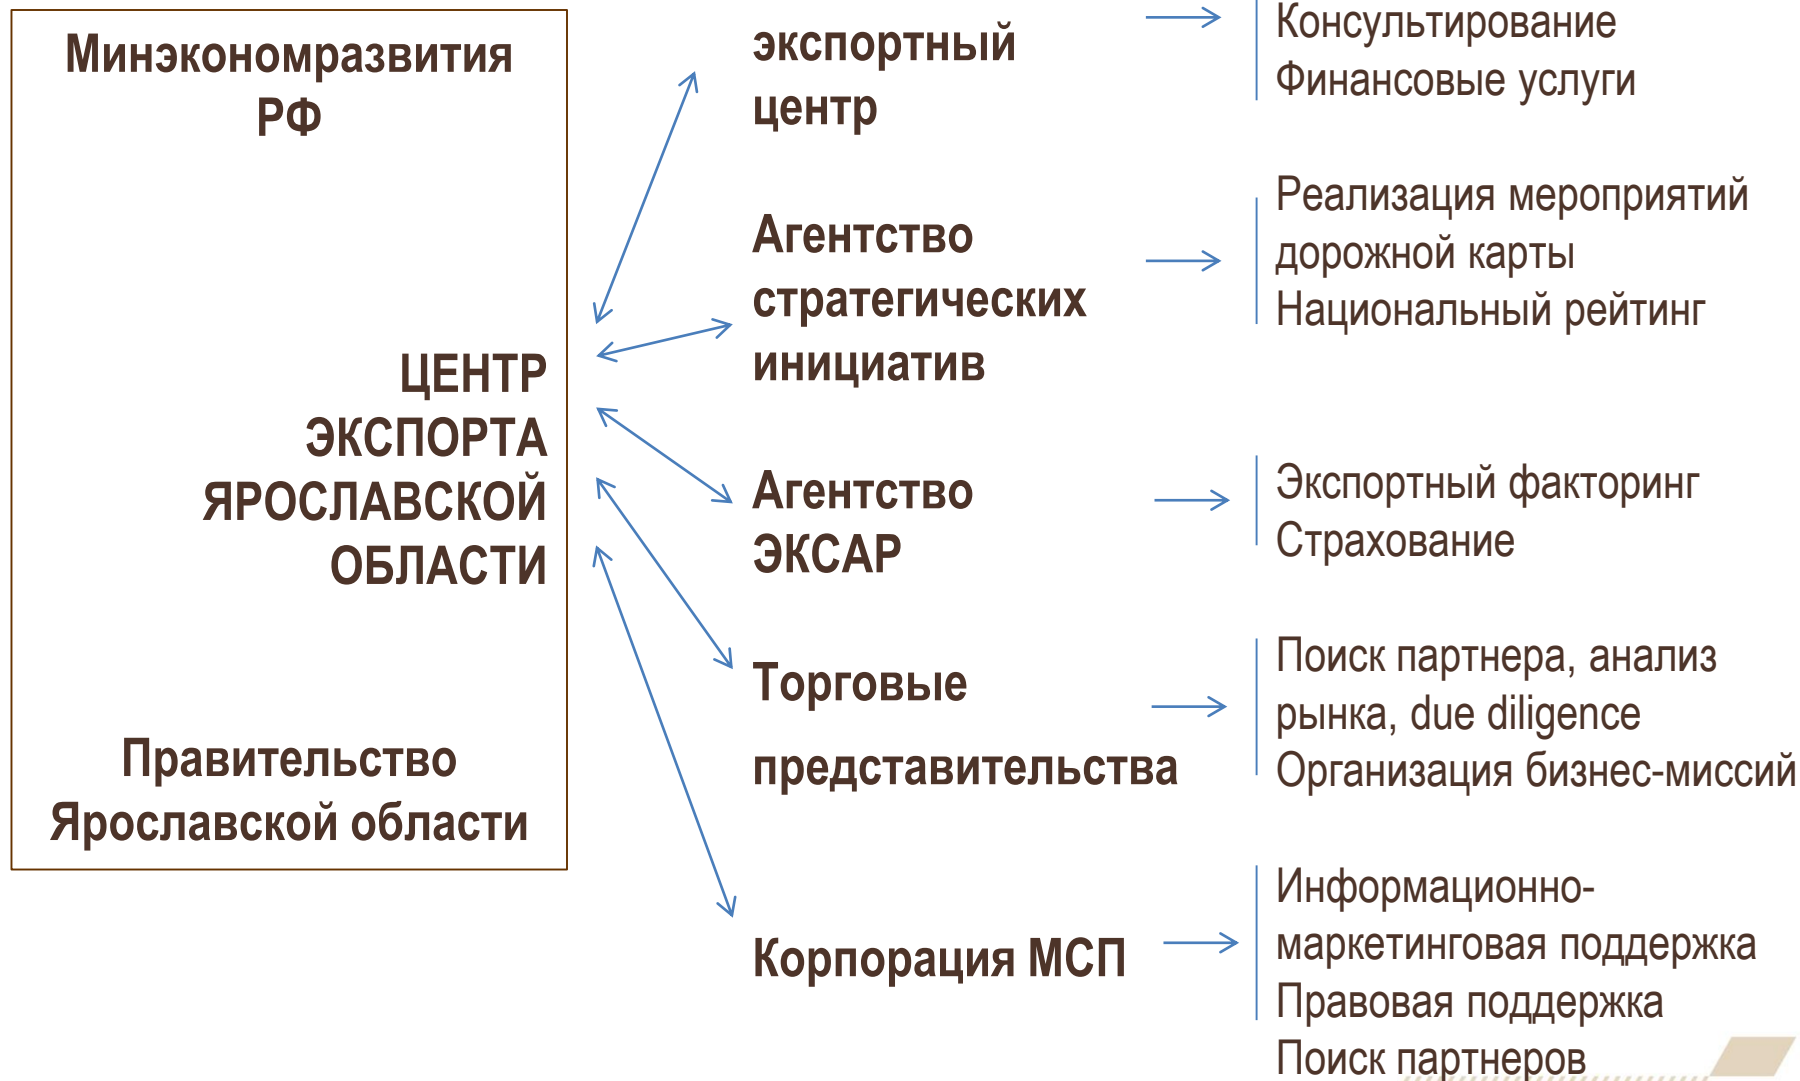 Минэкономразвития
РФ
ЦЕНТР
ЭКСПОРТА
ЯРОСЛАВСКОЙ
ОБЛАСТИ
Правительство
Ярославской области
экспортный
центр
Консультирование
Финансовые услуги
Агентство
стратегических
инициатив
Реализация мероприятий
дорожной карты
Национальный рейтинг
Агентство
ЭКСАР
Экспортный факторинг
Страхование
Торговые
представительства
Поиск партнера, анализ
рынка, due diligence
Организация бизнес-миссий
Корпорация МСП
Информационно-
маркетинговая поддержка
Правовая поддержка
Поиск партнеров